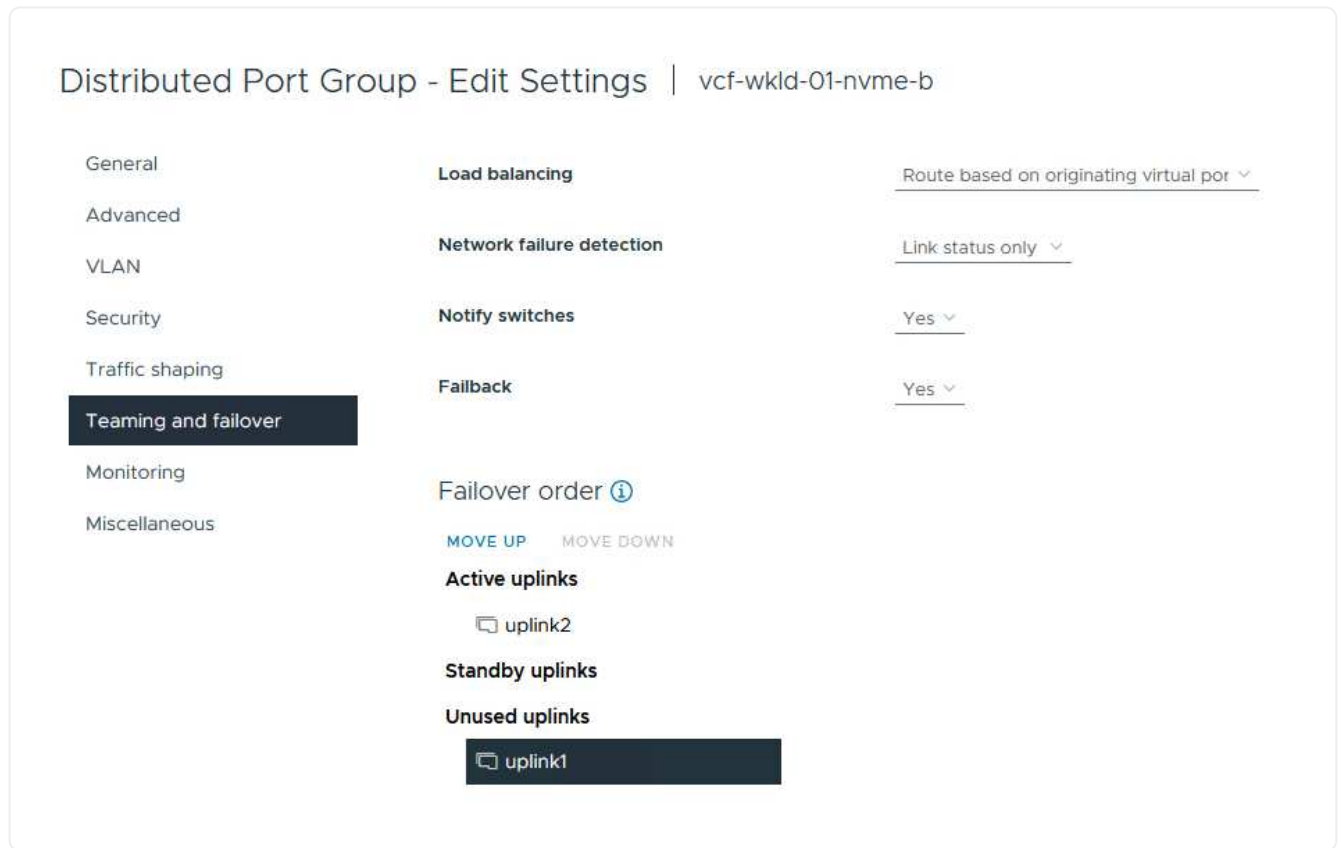 Distributed Port Group - Edit Settings | vcf-wkld-01-nvme-b
General
Advanced
VLAN
Security
Traffic shaping
Teaming and failover
Monitoring
Miscellaneous
Load balancing Route based on originating virtual por
Network failure detection Link status only
Notify switches Yes
Failback Yes
Failover order
MOVE UP MOVE DOWN
Active uplinks
uplink2
Standby uplinks
Unused uplinks
uplink1